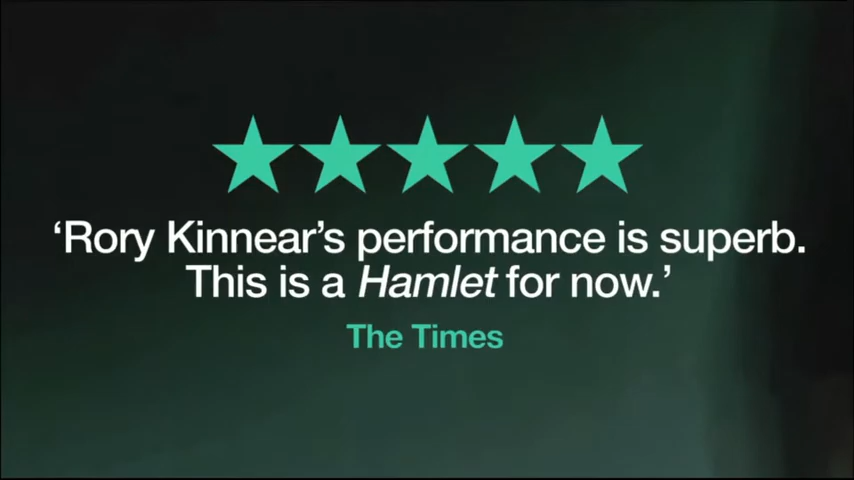 ‘Rory Kinnear’s performance is superb.
This is a Hamlet for now.’
The Times